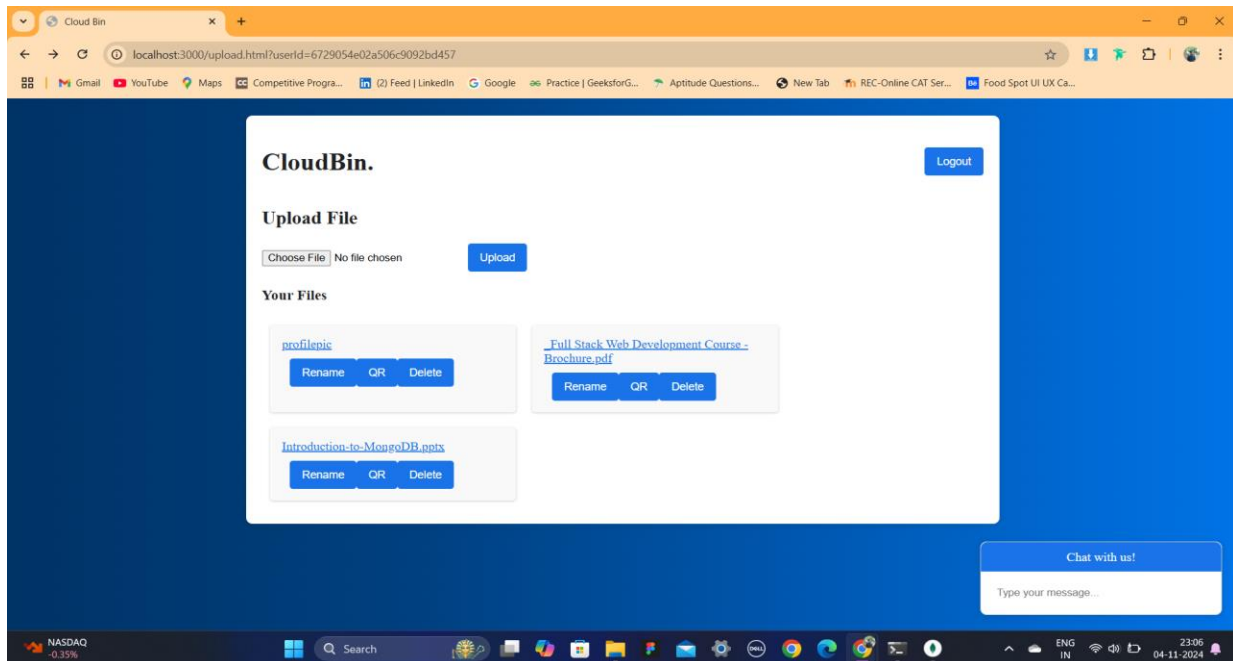 Cloud Bin
localhost:3000/upload.html?userId=6729054e02a506c9092bd457
Gmail YouTube Maps Competitive Progra... (2) Feed | LinkedIn Google Practice | GeeksforG... Aptitude Questions... New Tab REC-Online CAT Ser... Food Spot UI UX Ca...
CloudBin.
Logout
Upload File
Choose File No file chosen Upload
Your Files
profilepic
Rename QR Delete
_Full Stack Web Development Course -
Brochure.pdf
Rename QR Delete
Introduction-to-MongoDB.pptx
Rename QR Delete
Chat with us!
Type your message...
NASDAQ
-0.35%
Search
ENG
IN
23:06
04-11-2024